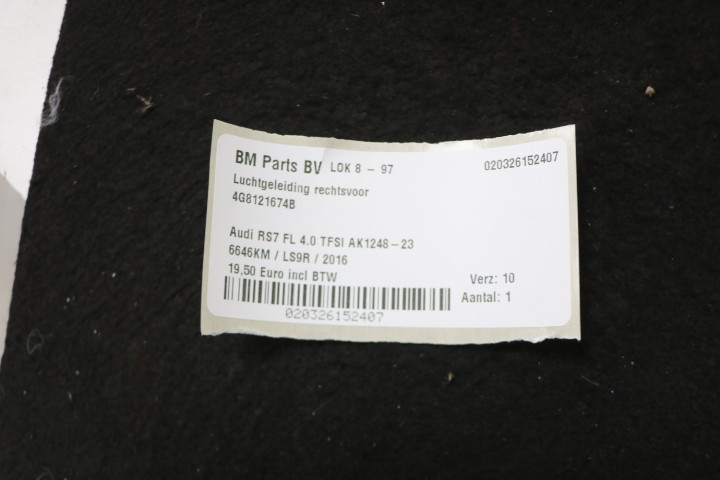 BM Parts BV LOK 8 - 97 020326152407
Luchtgeleiding rechtsvoor
4G8121674B
Audi RS7 FL 4.0 TFSI AK1248-23
6646KM / LS9R / 2016
19,50 Euro incl BTW Verz: 10
Aantal: 1
020326152407